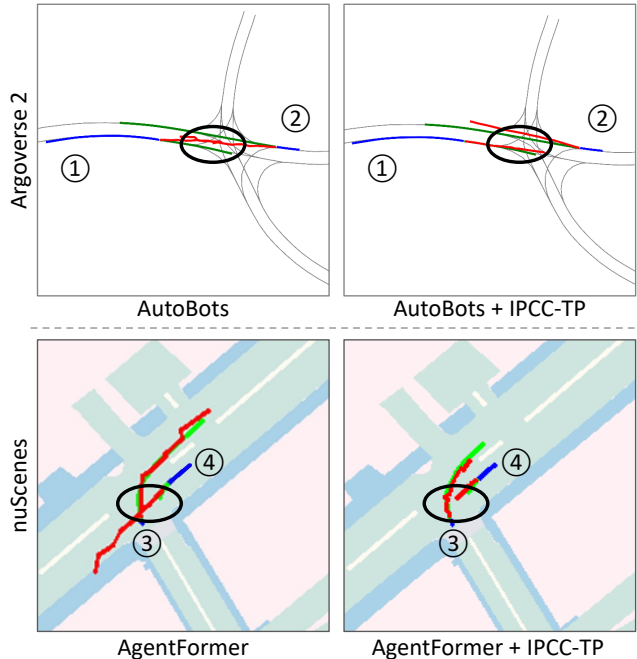 Argoverse 2
①
②
①
②
AutoBots
AutoBots + IPCC-TP
nuScenes
④
③
④
③
AgentFormer
AgentFormer + IPCC-TP